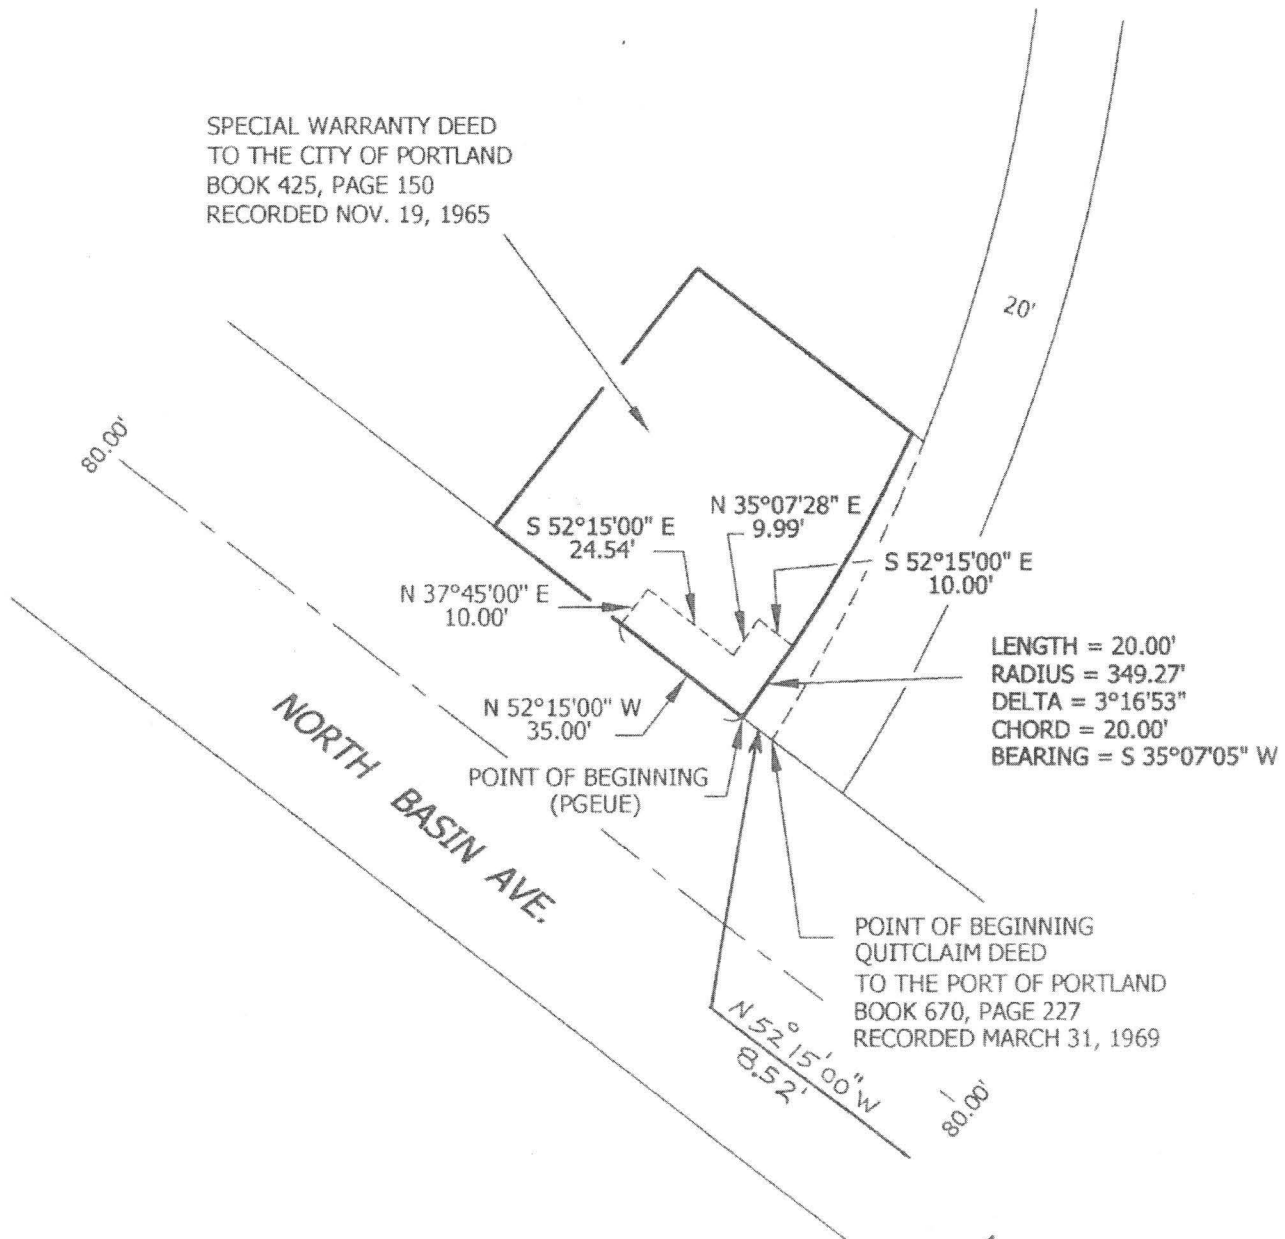 SPECIAL WARRANTY DEED
TO THE CITY OF PORTLAND
BOOK 425, PAGE 150
RECORDED NOV. 19, 1965
20'
80.00'
S 52°15'00" E
24.54'
N 35°07'28" E
9.99'
S 52°15'00" E
10.00'
N 37°45'00" E
10.00'
LENGTH = 20.00'
RADIUS = 349.27'
DELTA = 3°16'53"
CHORD = 20.00'
BEARING = S 35°07'05" W
N 52°15'00" W
35.00'
POINT OF BEGINNING
(PGEUE)
NORTH BASIN AVE.
POINT OF BEGINNING
QUITCLAIM DEED
TO THE PORT OF PORTLAND
BOOK 670, PAGE 227
RECORDED MARCH 31, 1969
N 52°15'00" W
8.52'
80.00'